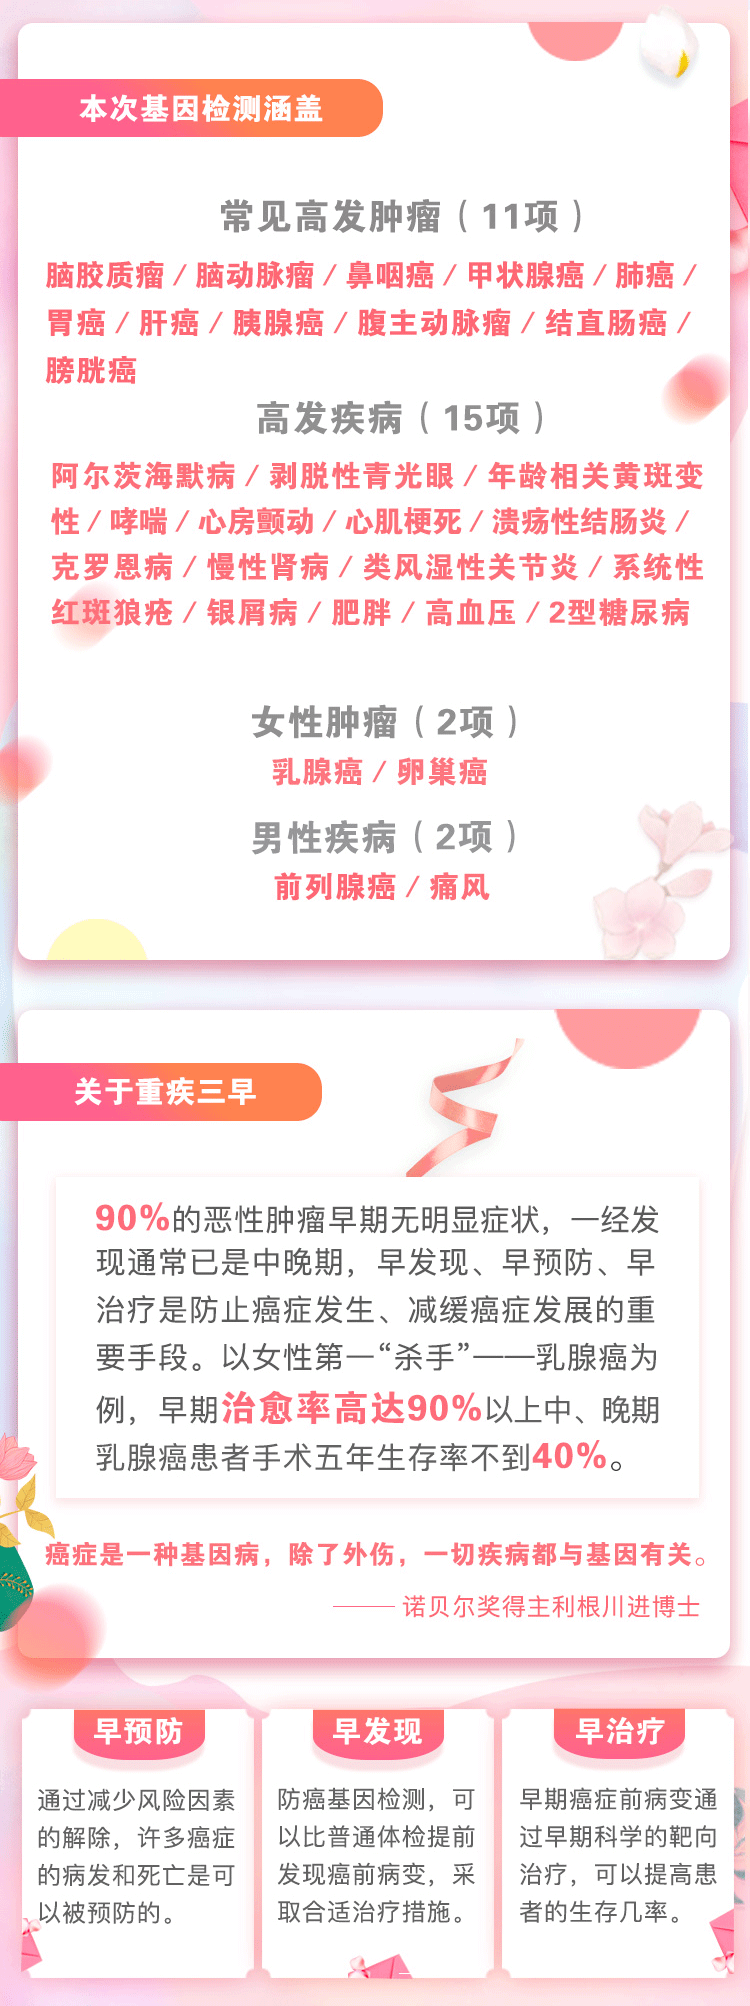 本次基因检测涵盖
常见高发肿瘤（11项）
脑胶质瘤 / 脑动脉瘤 / 鼻咽癌 / 甲状腺癌 / 肺癌 /
胃癌 / 肝癌 / 胰腺癌 / 腹主动脉瘤 / 结直肠癌 /
膀胱癌
高发疾病（15项）
阿尔茨海默病 / 剥脱性青光眼 / 年龄相关黄斑变
性 / 哮喘 / 心房颤动 / 心肌梗死 / 溃疡性结肠炎 /
克罗恩病 / 慢性肾病 / 类风湿性关节炎 / 系统性
红斑狼疮 / 银屑病 / 肥胖 / 高血压 / 2型糖尿病
女性肿瘤（2项）
乳腺癌 / 卵巢癌
男性疾病（2项）
前列腺癌 / 痛风
关于重疾三早
90%的恶性肿瘤早期无明显症状，一经发
现通常已是中晚期，早发现、早预防、早
治疗是防止癌症发生、减缓癌症发展的重
要手段。以女性第一“杀手”——乳腺癌为
例，早期治愈率高达90%以上中、晚期
乳腺癌患者手术五年生存率不到40%。
癌症是一种基因病，除了外伤，一切疾病都与基因有关。
——诺贝尔奖得主利根川进博士
早预防
通过减少风险因素
的解除，许多癌症
的病发和死亡是可
以被预防的。
早发现
防癌基因检测，可
以比普通体检提前
发现癌前病变，采
取合适治疗措施。
早治疗
早期癌症前病变通
过早期科学的靶向
治疗，可以提高患
者的生存几率。